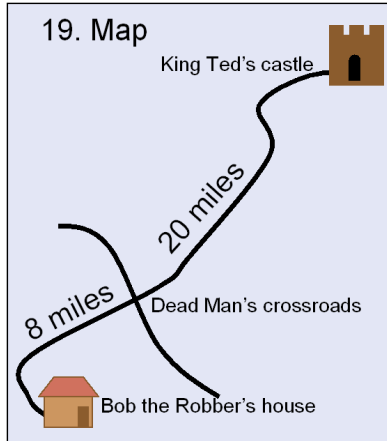 19. Map
King Ted's castle
20 miles
8 miles
Dead Man's crossroads
Bob the Robber's house